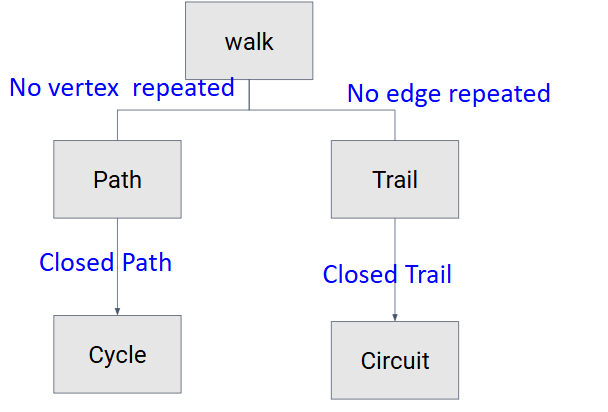 walk
No vertex  repeated
No edge repeated
Path
Trail
Closed Path
Closed Trail
Cycle
Circuit